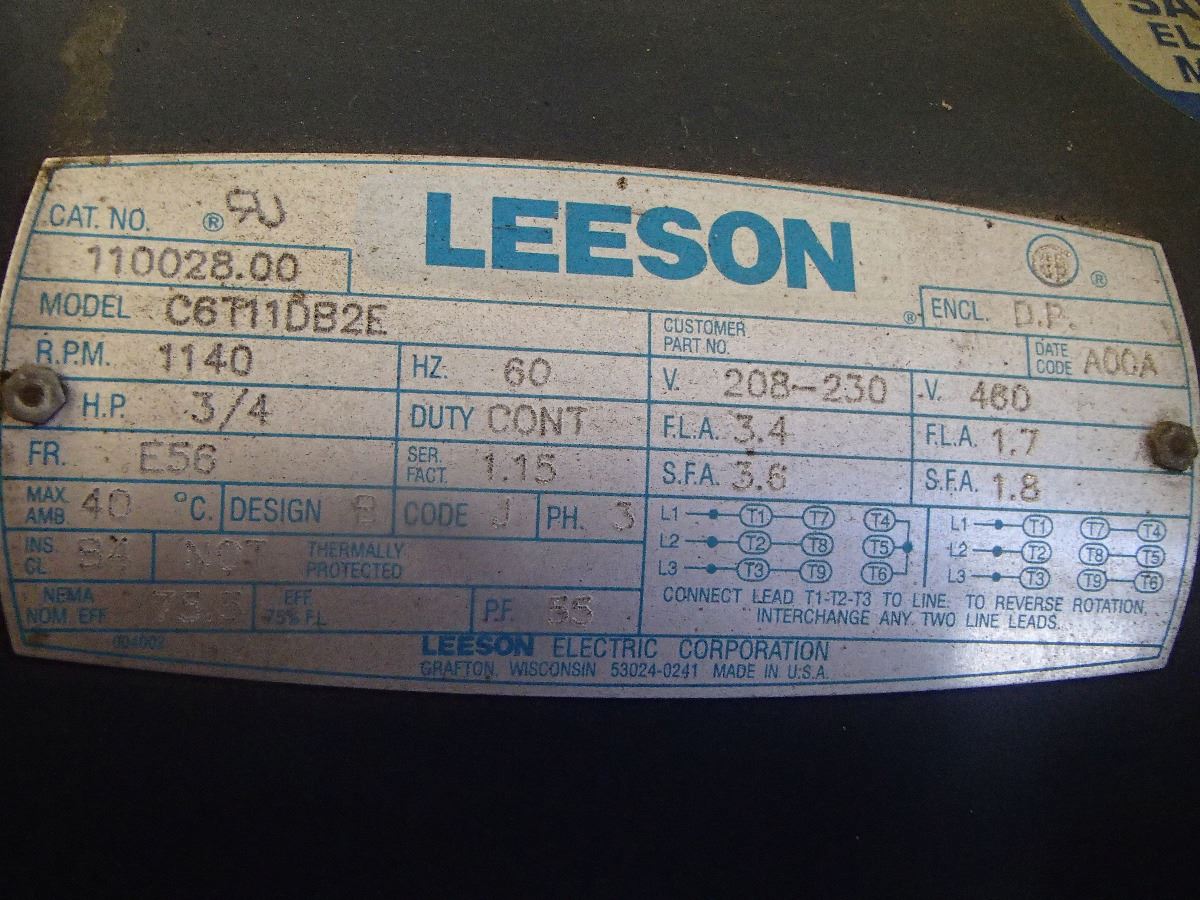 SA
EL
M
CAT. NO. ® LEESON ®
110028.00
MODEL C6T11DB2E ® ENCL. D.P.
CUSTOMER PART NO. DATE CODE A00A
R.P.M. 1140 HZ. 60 V. 208-230 V. 460
H.P. 3/4 DUTY CONT F.L.A. 3.4 F.L.A. 1.7
FR. E56 SER. FACT. 1.15 S.F.A. 3.6 S.F.A. 1.8
MAX. AMB. 40 °C. DESIGN B CODE J PH. 3
L1 T1 T7 T4 L1 T1 T7 T4
L2 T2 T8 T5 L2 T2 T8 T5
L3 T3 T9 T6 L3 T3 T9 T6
INS. CL. NOT THERMALLY PROTECTED
NEMA NOM. EFF. EFF. 75% F.L. P.F. 55
CONNECT LEAD T1-T2-T3 TO LINE. TO REVERSE ROTATION,
INTERCHANGE ANY TWO LINE LEADS.
004002
LEESON ELECTRIC CORPORATION
GRAFTON, WISCONSIN 53024-0241 MADE IN U.S.A.